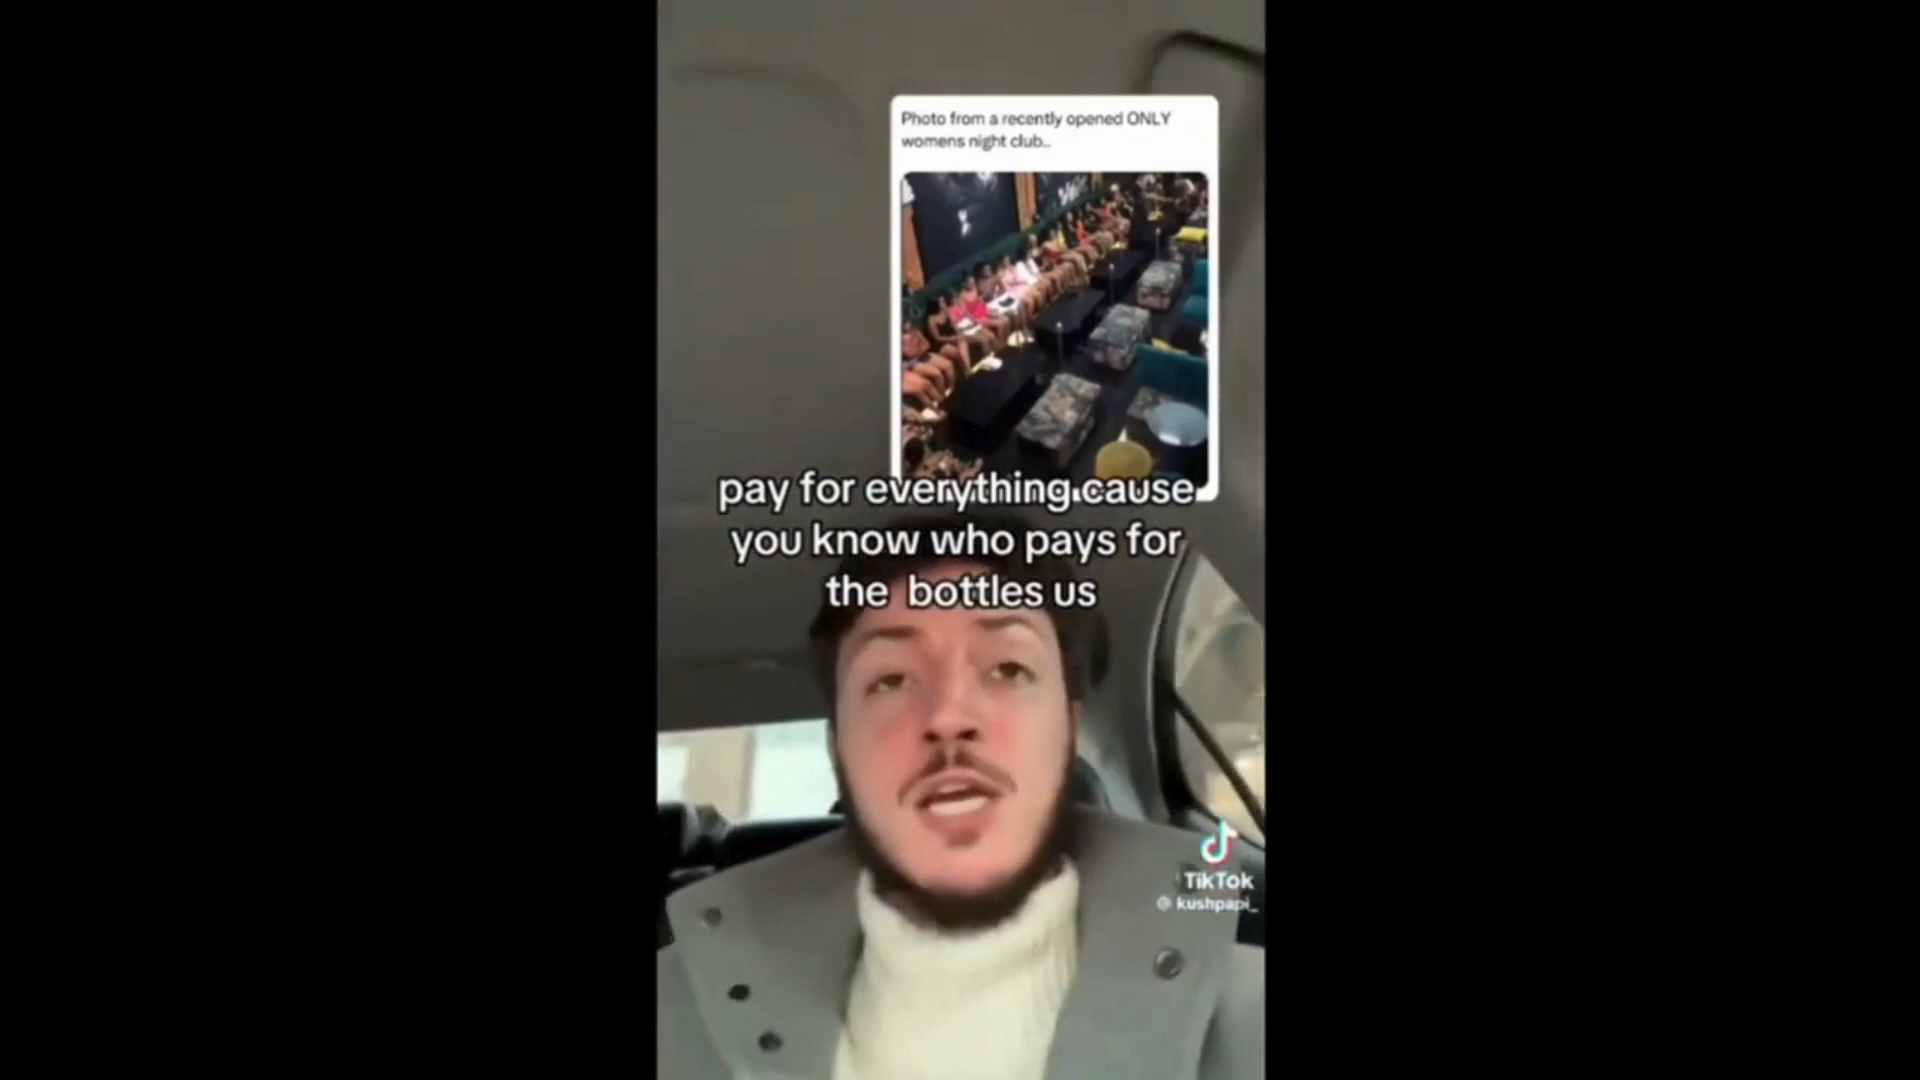 Photo from a recently opened ONLY
womens night club..
pay for everything cause
you know who pays for
the bottles us
TikTok
@ kushpapi_